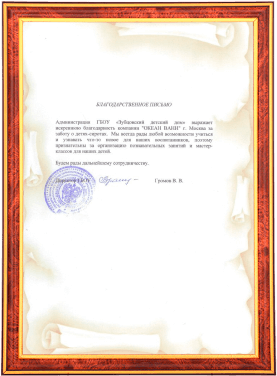 БЛАГОДАРСТВЕННОЕ ПИСЬМО
Администрация ГБОУ «Зубцовский детский дом» выражает
искреннюю благодарность компании "ОКЕАН ВАНН" г. Москва за
заботу о детях-сиротах. Мы всегда рады любой возможности учиться
и узнавать что-то новое для наших воспитанников, поэтому
признательны за организацию познавательных занятий и мастер-
классов для наших детей.
Будем рады дальнейшему сотрудничеству.
Директор ГБОУ Громов В. В.